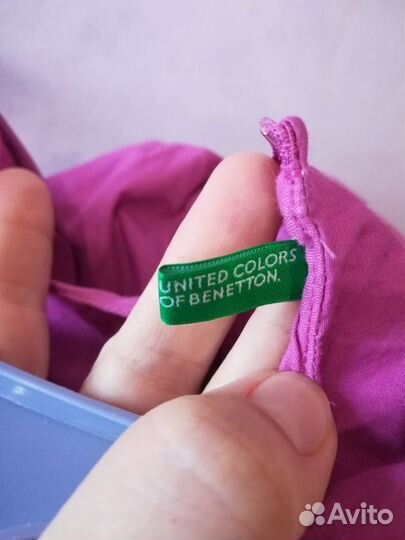 UNITED COLORS
OF BENETTON.
Avito